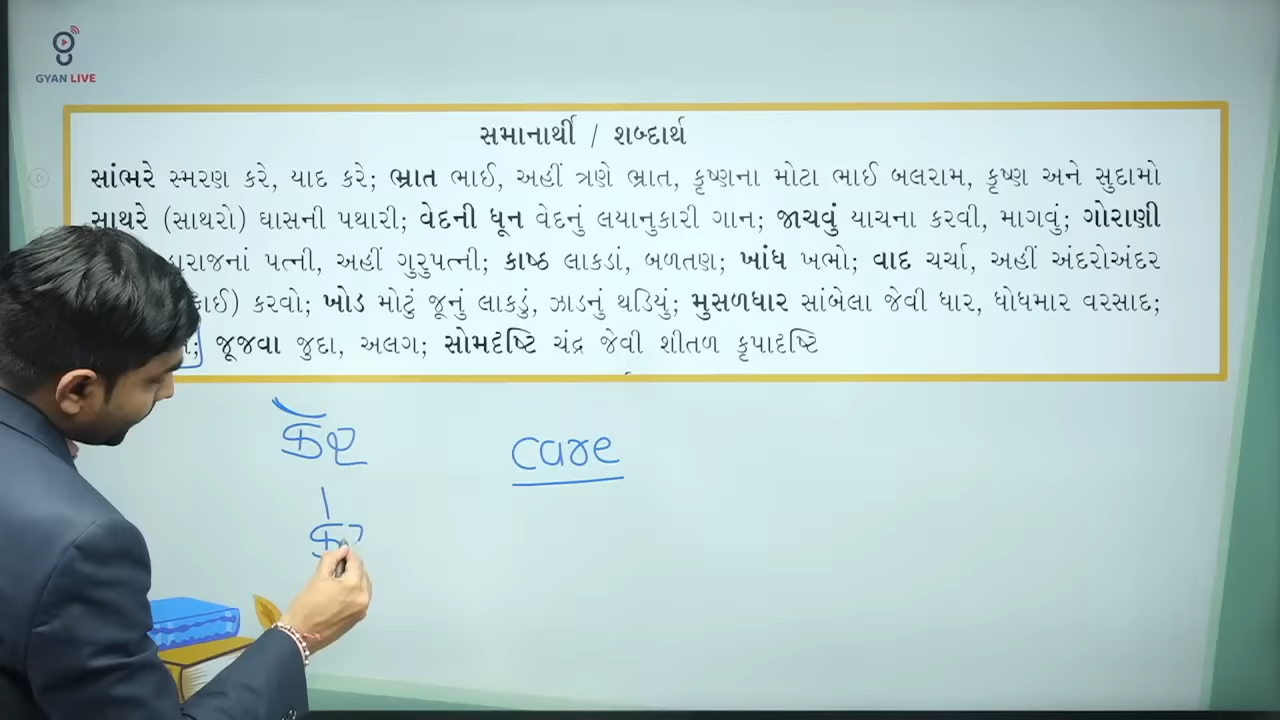 GYAN LIVE
સમાનાર્થી / શબ્દાર્થ
સાંભરે સ્મરણ કરે, યાદ કરે; ભ્રાત ભાઈ, અહીં ત્રણે ભ્રાત, કૃષ્ણના મોટા ભાઈ બલરામ, કૃષ્ણ અને સુદામો
સાથરે (સાથરો) ઘાસની પથારી; વેદની ધૂન વેદનું લયાનુકારી ગાન; જાચવું યાચના કરવી, માગવું; ગોરાણી
પત્ની, અહીં ગુરુપત્ની; કાષ્ઠ લાકડાં, બળતણ; ખાંધ ખભો; વાદ ચર્ચા, અહીં અંદરોઅંદર
કરવો; ખોડ મોટું જૂનું લાકડું, ઝાડનું થડિયું; મુસળધાર સાંબેલા જેવી ધાર, ધોધમાર વરસાદ;
જૂજવા જુદા, અલગ; સોમદૃષ્ટિ ચંદ્ર જેવી શીતળ કૃપાદૃષ્ટિ
care